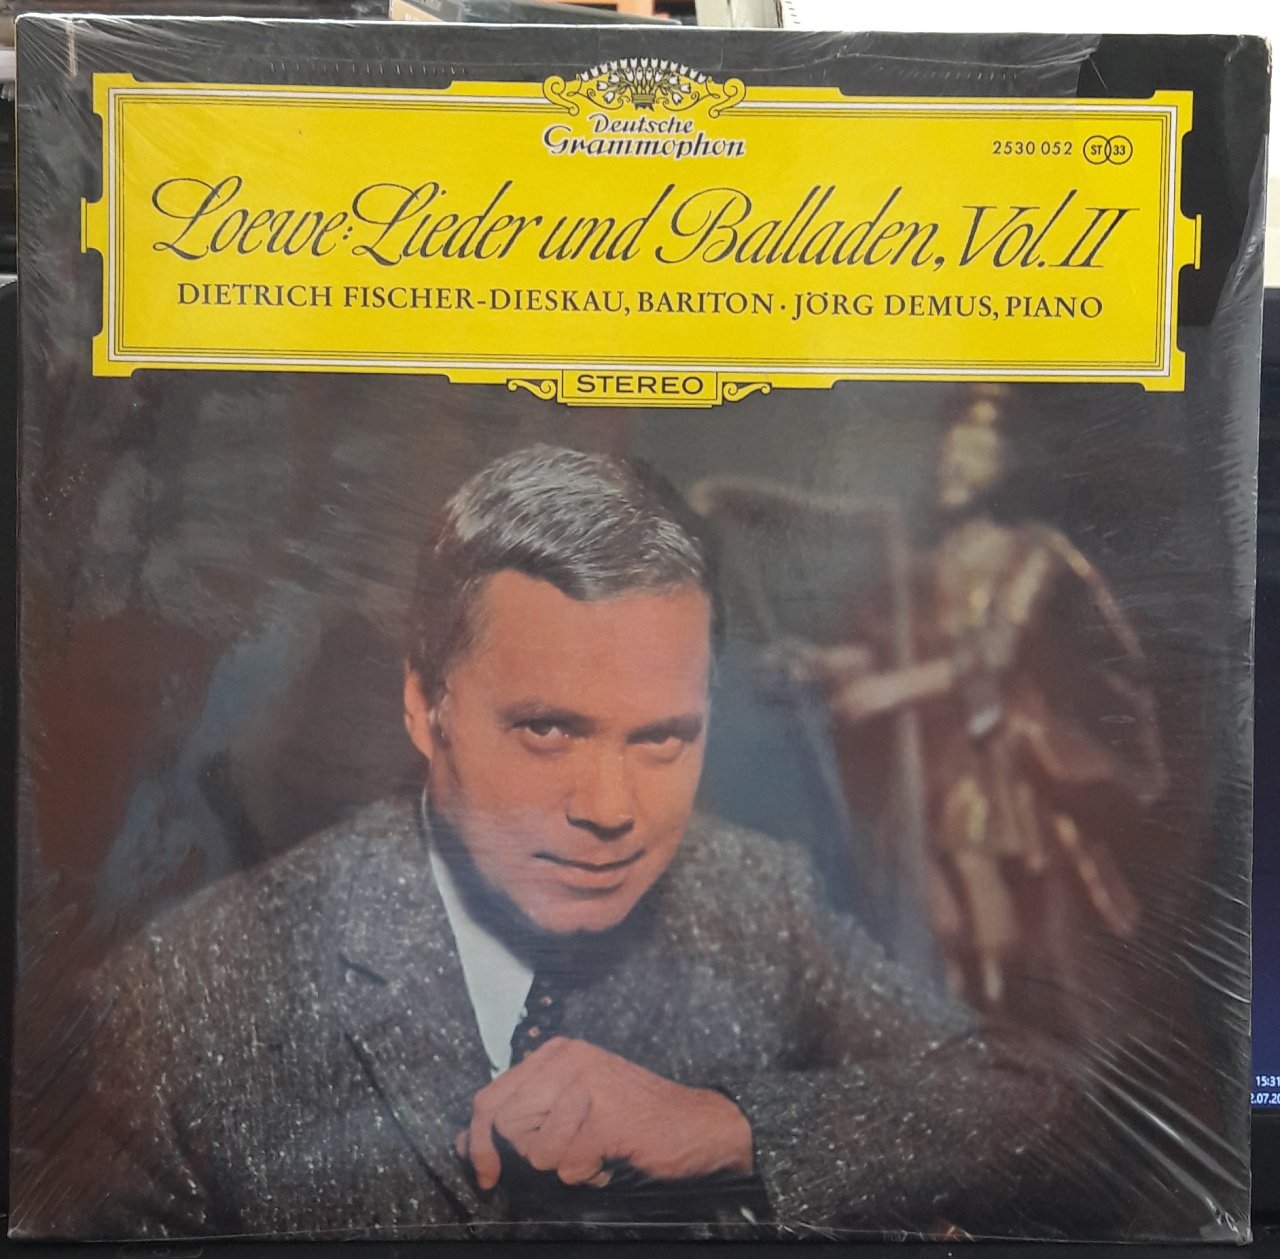 Deutsche
Grammophon
2530 052 ST 33
Loewe: Lieder und Balladen, Vol. II
DIETRICH FISCHER-DIESKAU, BARITON · JÖRG DEMUS, PIANO
STEREO
15:31